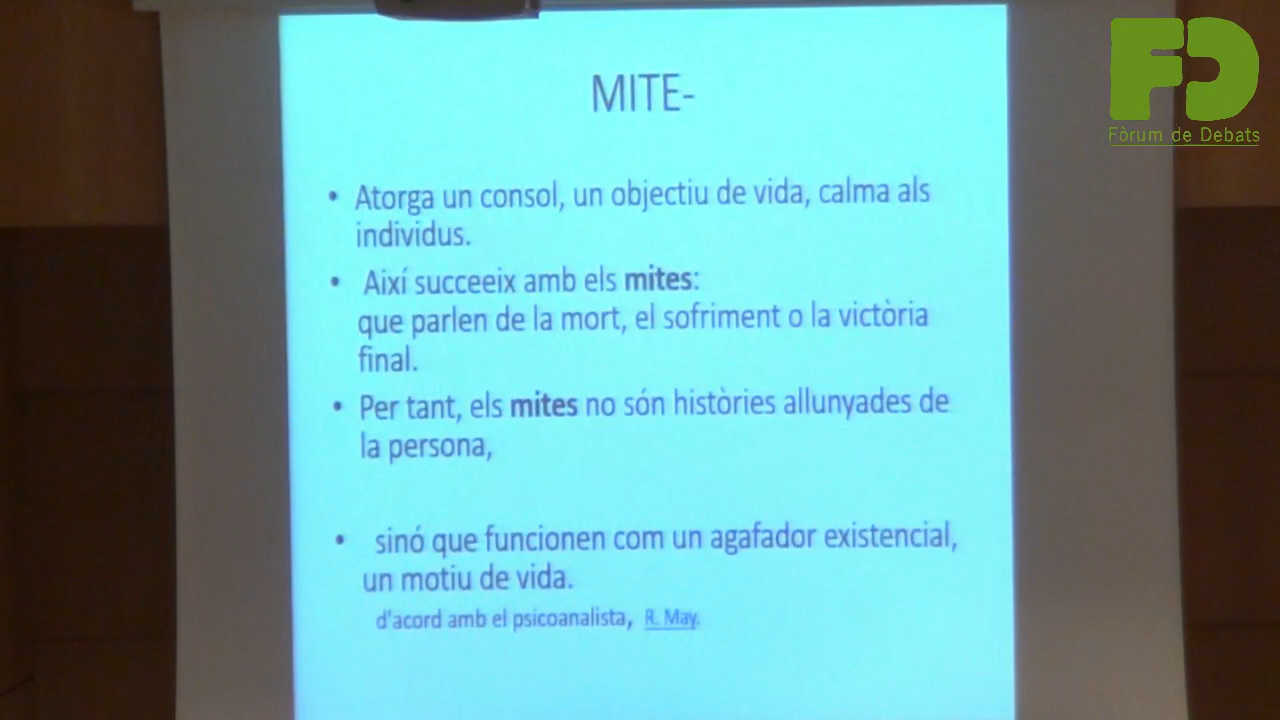 MITE-
• Atorga un consol, un objectiu de vida, calma als
individus.
• Així succeeix amb els mites:
que parlen de la mort, el sofriment o la victòria
final.
• Per tant, els mites no són històries allunyades de
la persona,
• sinó que funcionen com un agafador existencial,
un motiu de vida.
d'acord amb el psicoanalista, R. May.
FD
Fòrum de Debats